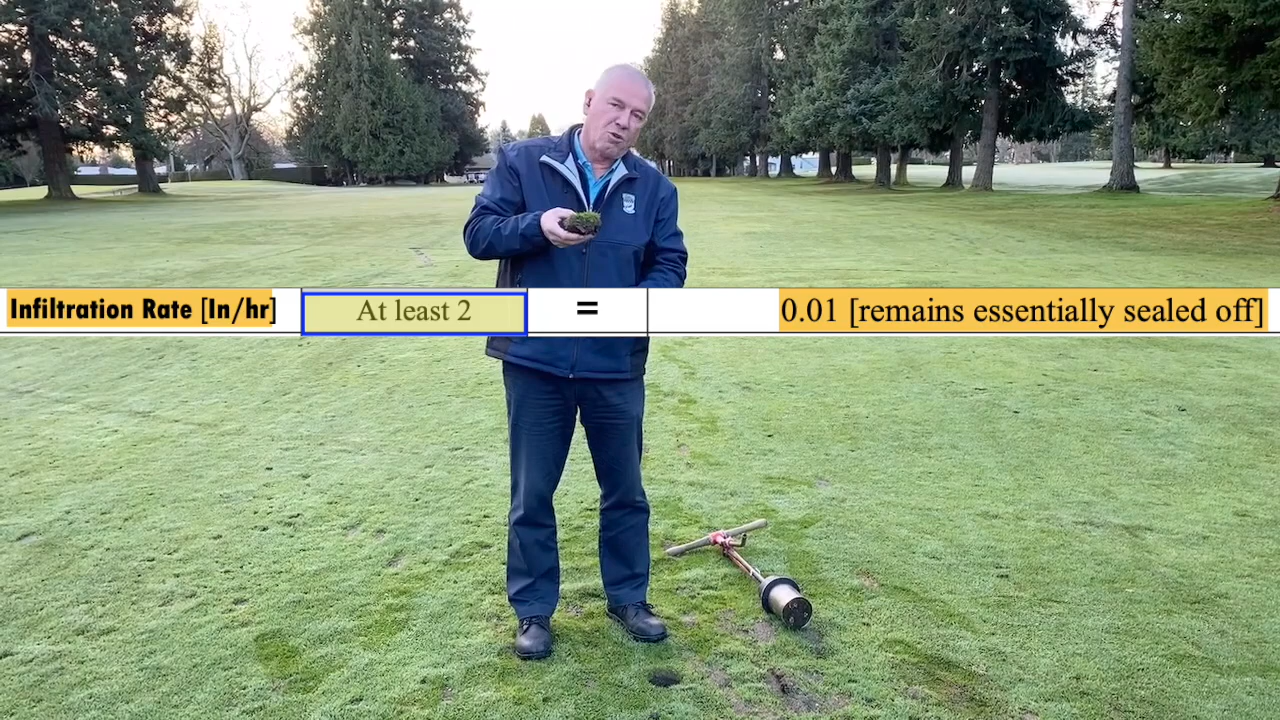 Infiltration Rate [In/hr] At least 2 = 0.01 [remains essentially sealed off]